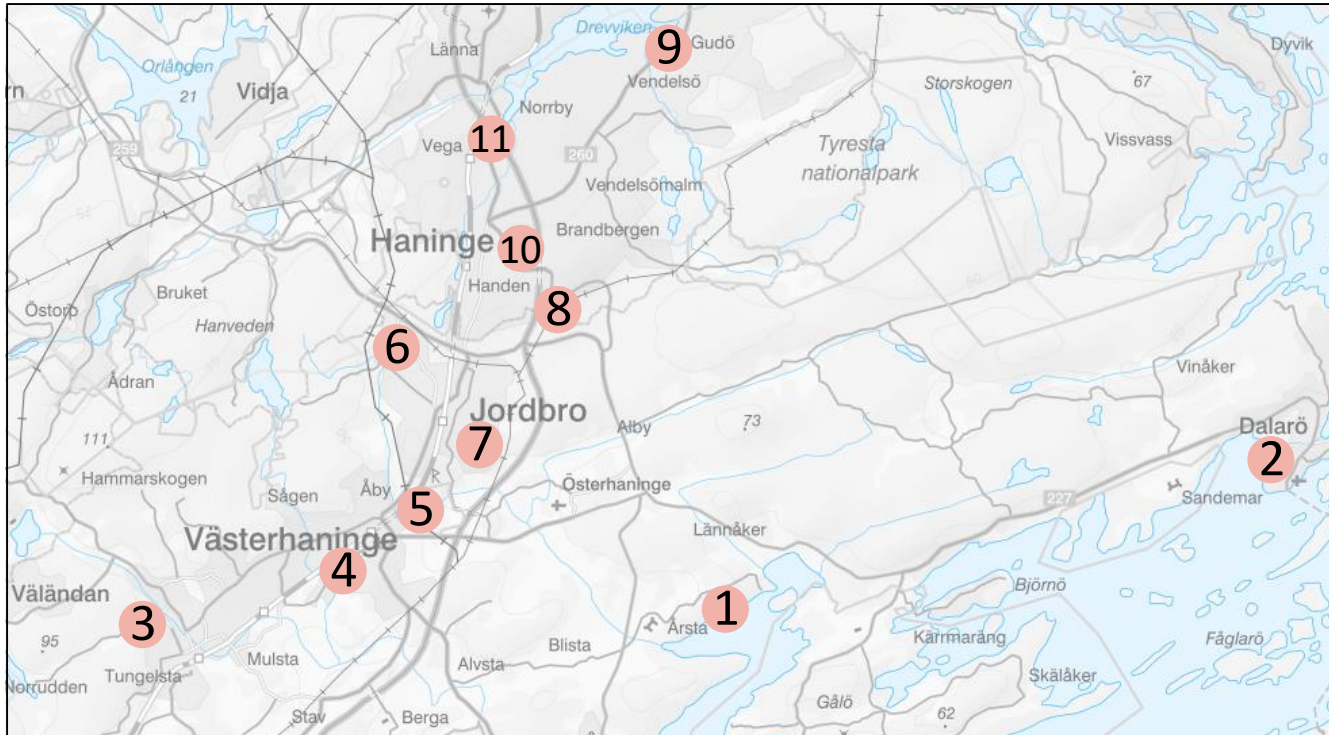 Drevviken
9
Gudö
Länna
Dyvik
Orlången
21
Vidja
Vendelsö
Storskogen
67
rn
Norrby
11
Vega
259
260
Tyresta
nationalpark
Vissvass
Vendelsömalm
Haninge
10
Brandbergen
Handen
8
Bruket
Östorp
Hanveden
6
Vinåker
Ådran
Jordbro
73
Alby
Dalarö
2
111
7
Hammarskogen
Sågen
Åby
5
Österhaninge
227
Sandemar
Västerhaninge
Lännåker
4
Väländan
3
1
Årsta
Björnö
Kärrmaräng
Fåglarö
95
Blista
Mulsta
Alvsta
Tungelsta
Skälåker
Norrudden
Gålö
62
Stav
Berga